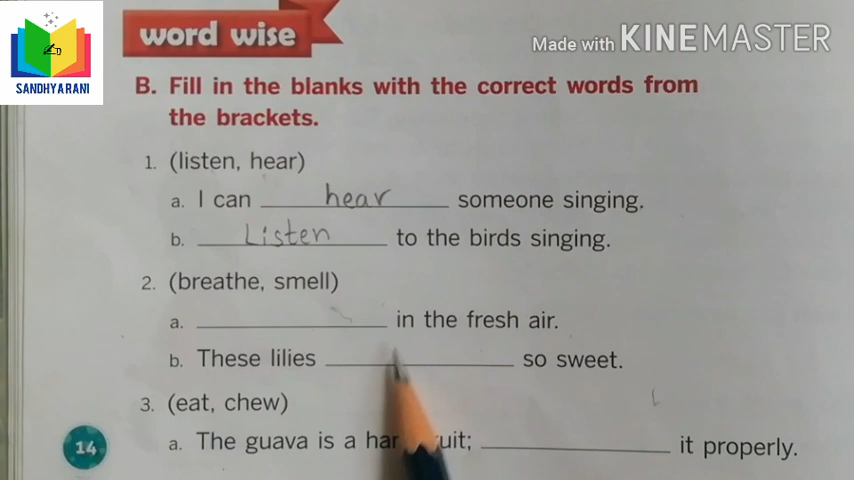 word wise
Made with KINEMASTER
SANDHYARANI
B. Fill in the blanks with the correct words from
the brackets.
1. (listen, hear)
a. I can hear someone singing.
b. Listen to the birds singing.
2. (breathe, smell)
a. in the fresh air.
b. These lilies so sweet.
3. (eat, chew)
a. The guava is a it properly.
14